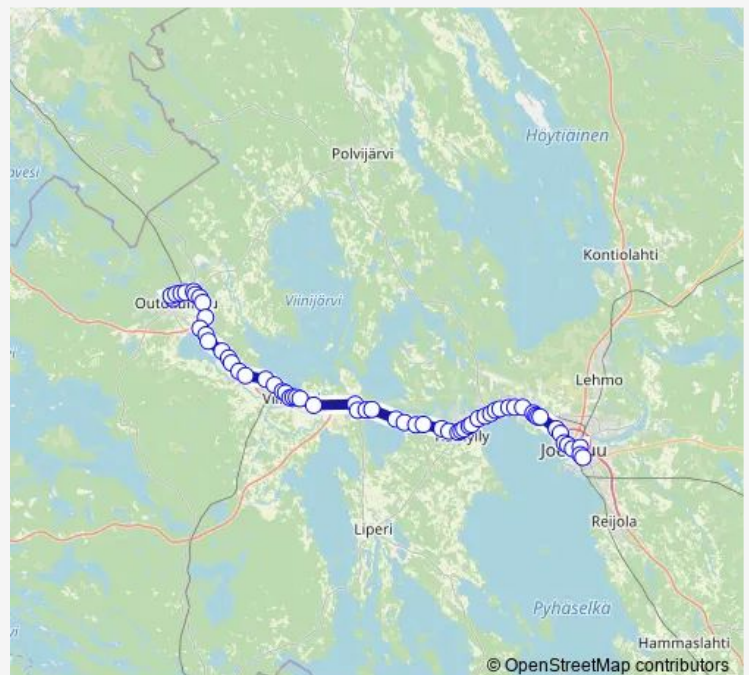 Höytiäinen
Polvijärvi
Kontiolahti
Viinijärvi
Lehmo
Liperi
Reijola
Pyhäselkä
Hammaslahti
© OpenStreetMap contributors